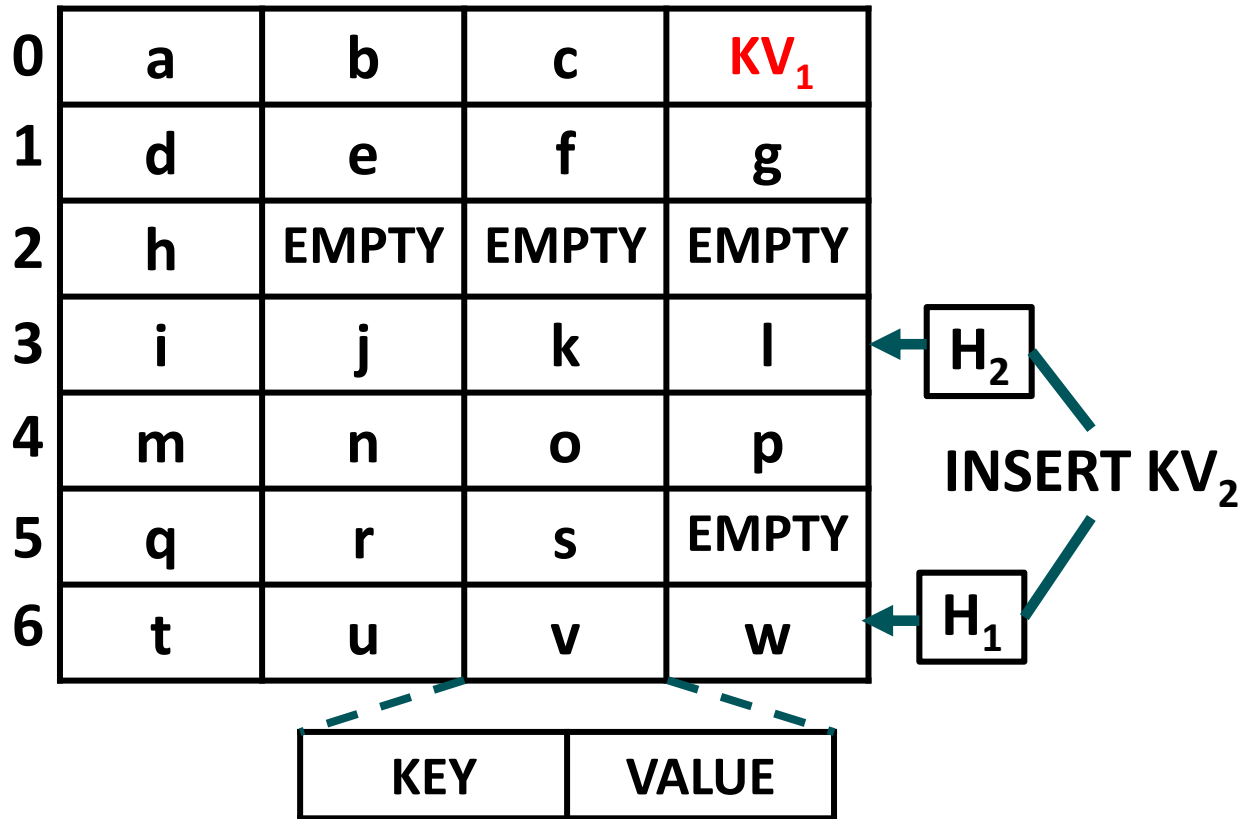 0 a b c KV₁
1 d e f g
2 h EMPTY EMPTY EMPTY
3 i j k l H₂
4 m n o p
INSERT KV₂
5 q r s EMPTY
6 t u v w H₁
KEY VALUE